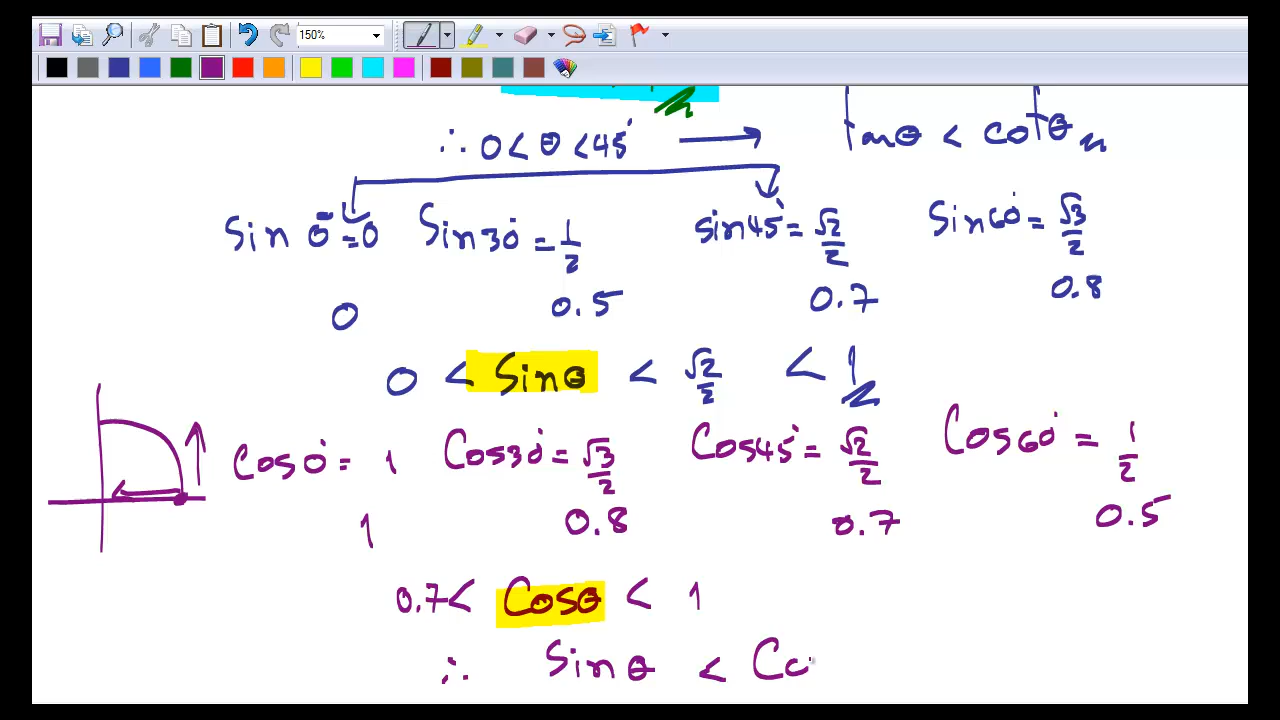 150%
∴ 0 < θ < 45° → tanθ < cotθ
Sin 0° = 0 Sin30° = 1/2 sin45° = √2/2 Sin60° = √3/2
0 0.5 0.7 0.8
0 < Sinθ < √2/2 < 1
Cos0° = 1 Cos30° = √3/2 Cos45° = √2/2 Cos60° = 1/2
1 0.8 0.7 0.5
0.7 < Cosθ < 1
∴ Sinθ < Co